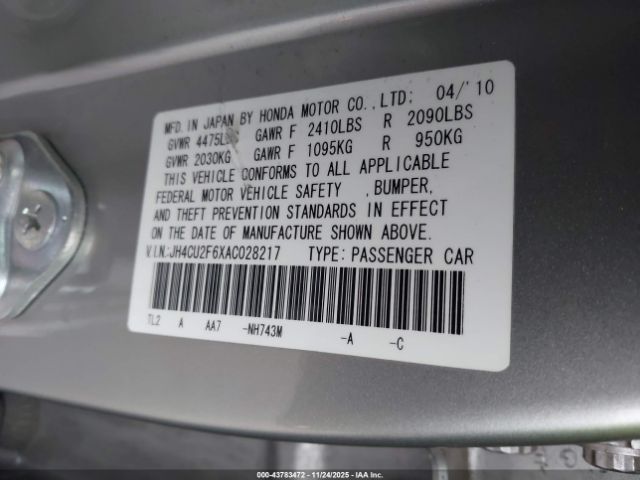 MFD. IN JAPAN BY HONDA MOTOR CO.,LTD: 04/'10
GVWR 4475LBS GAWR F 2410LBS R 2090LBS
GVWR 2030KG GAWR F 1095KG R 950KG
THIS VEHICLE CONFORMS TO ALL APPLICABLE
FEDERAL MOTOR VEHICLE SAFETY ,BUMPER,
AND THEFT PREVENTION STANDARDS IN EFFECT
ON THE DATE OF MANUFACTURE SHOWN ABOVE.
V.I.N.:JH4CU2F6XAC028217 TYPE: PASSENGER CAR
TL2 A AA7 -NH743M -A -C
000-43783472 - 11/24/2025 - IAAI.COM